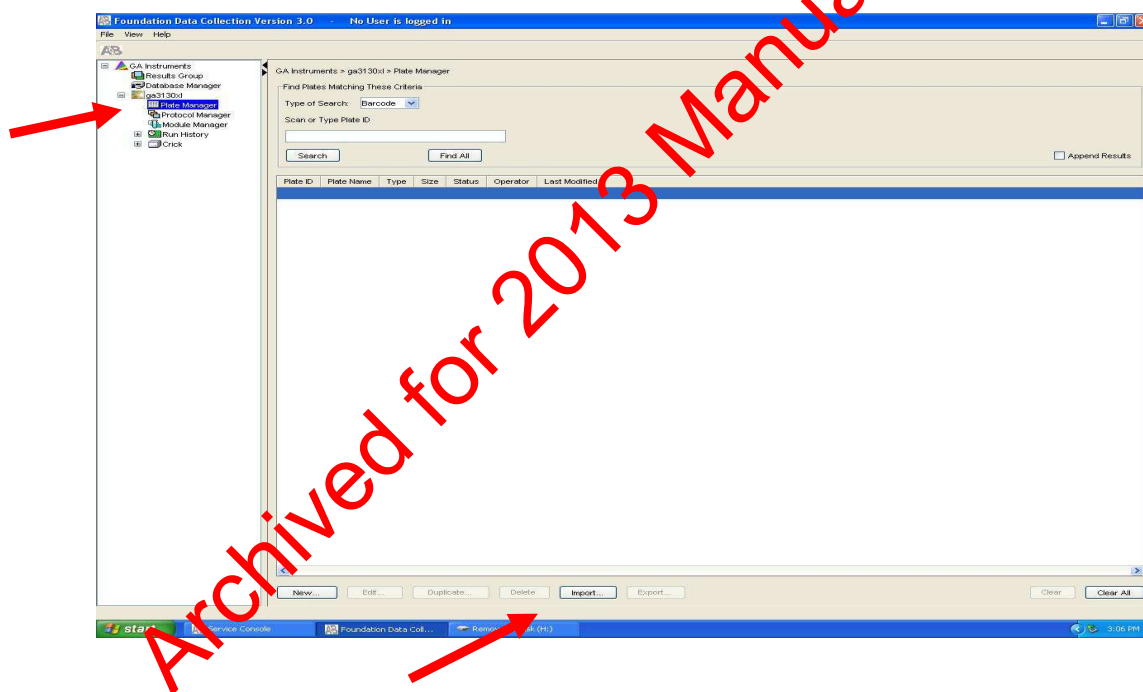 Foundation Data Collection Version 3.0 - No User is logged in
File View Help
AB
GA Instruments
Results Group
Database Manager
ga3130xl
Plate Manager
Protocol Manager
Module Manager
Run History
Crick
GA Instruments > ga3130xl > Plate Manager
Find Plates Matching These Criteria
Type of Search: Barcode
Scan or Type Plate ID
Search Find All Append Results
Plate ID Plate Name Type Size Status Operator Last Modified
New... Edit... Duplicate... Delete Import... Export... Clear Clear All
start Service Console Foundation Data Coll... (H:) 3:06 PM
Archived for 2013